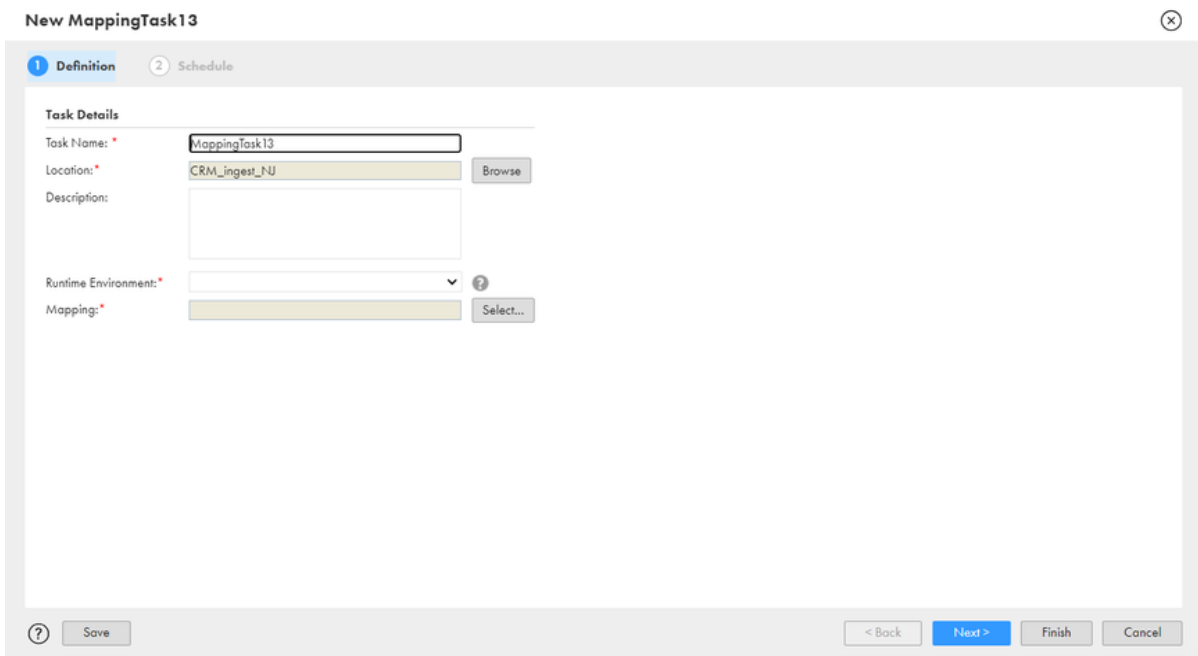 New MappingTask13
1 Definition 2 Schedule
Task Details
Task Name: * MappingTask13
Location:* CRM_ingest_NJ Browse
Description:
Runtime Environment:* ?
Mapping:* Select...
? Save < Back Next > Finish Cancel